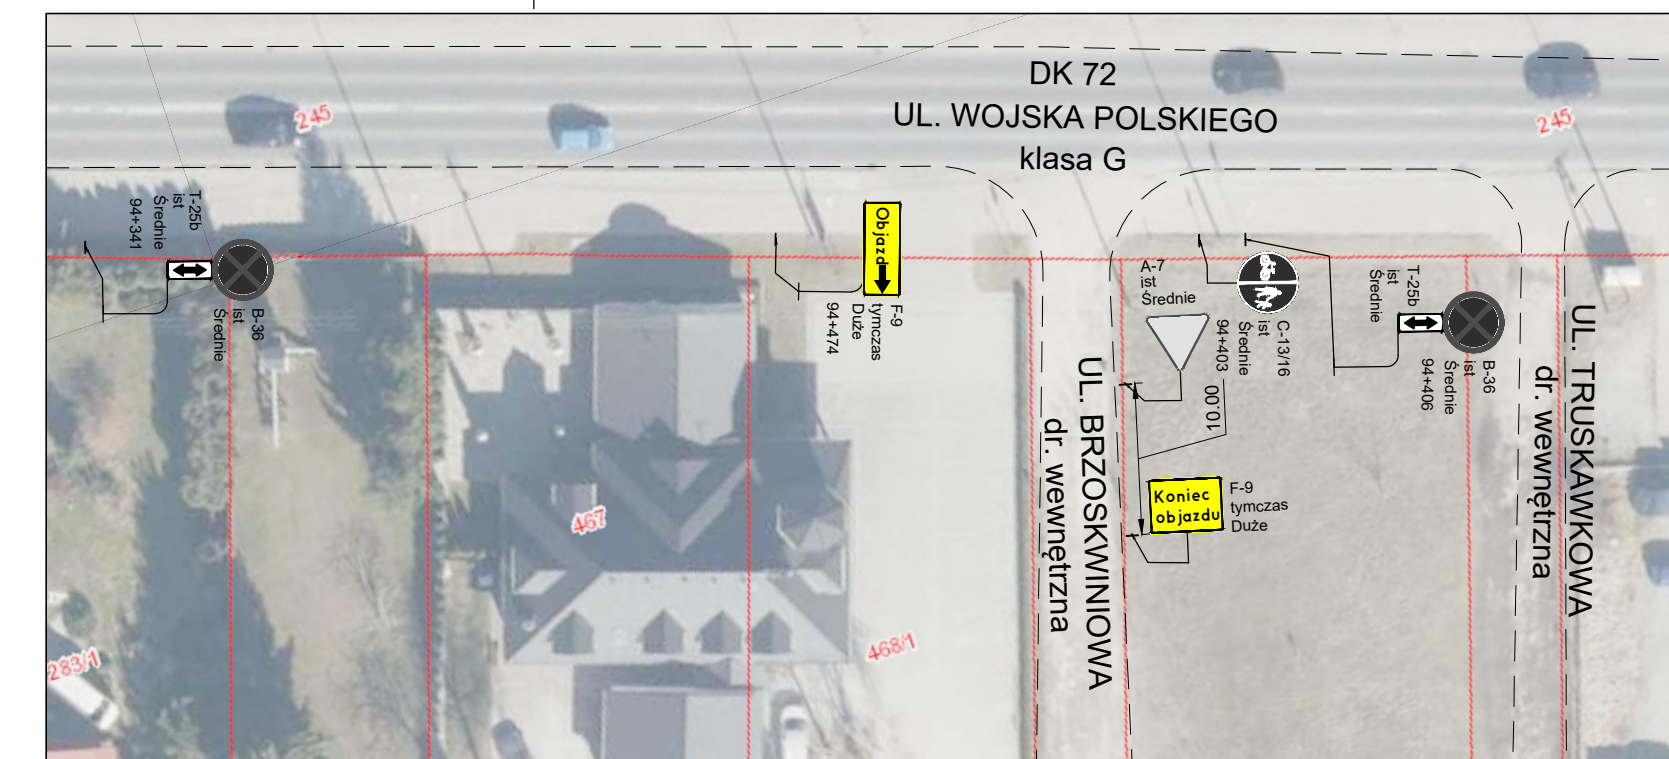 DK 72
UL. WOJSKA POLSKIEGO
klasa G
245
245
T-25b
ist
Średnie
94+341
B-36
ist
Średnie
Objazd
F-9
tymczas
Duże
94+474
A-7
ist
Średnie
C-13/16
ist
Średnie
94+403
10.00
T-25b
ist
Średnie
B-36
ist
Średnie
94+406
Koniec
objazdu
F-9
tymczas
Duże
UL. BRZOSKWINIOWA
dr. wewnętrzna
UL. TRUSKAWKOWA
dr. wewnętrzna
467
468/1
283/1